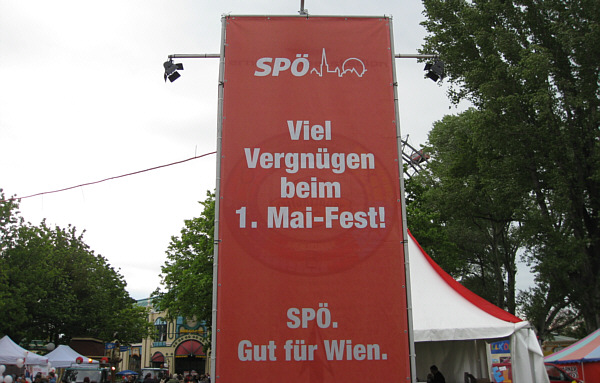 SPÖ
Viel
Vergnügen
beim
1. Mai-Fest!
SPÖ.
Gut für Wien.